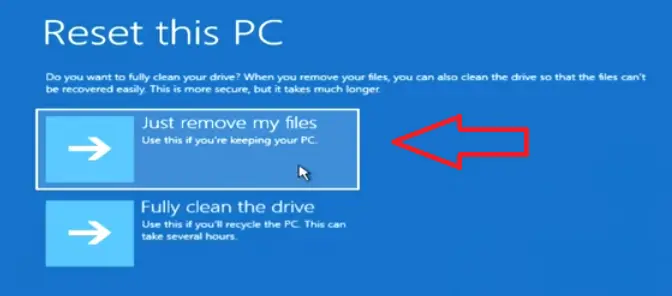 Reset this PC
Do you want to fully clean your drive? When you remove your files, you can also clean the drive so that the files can't
be recovered easily. This is more secure, but it takes much longer.
Just remove my files
Use this if you're keeping your PC.
Fully clean the drive
Use this if you'll recycle the PC. This can
take several hours.